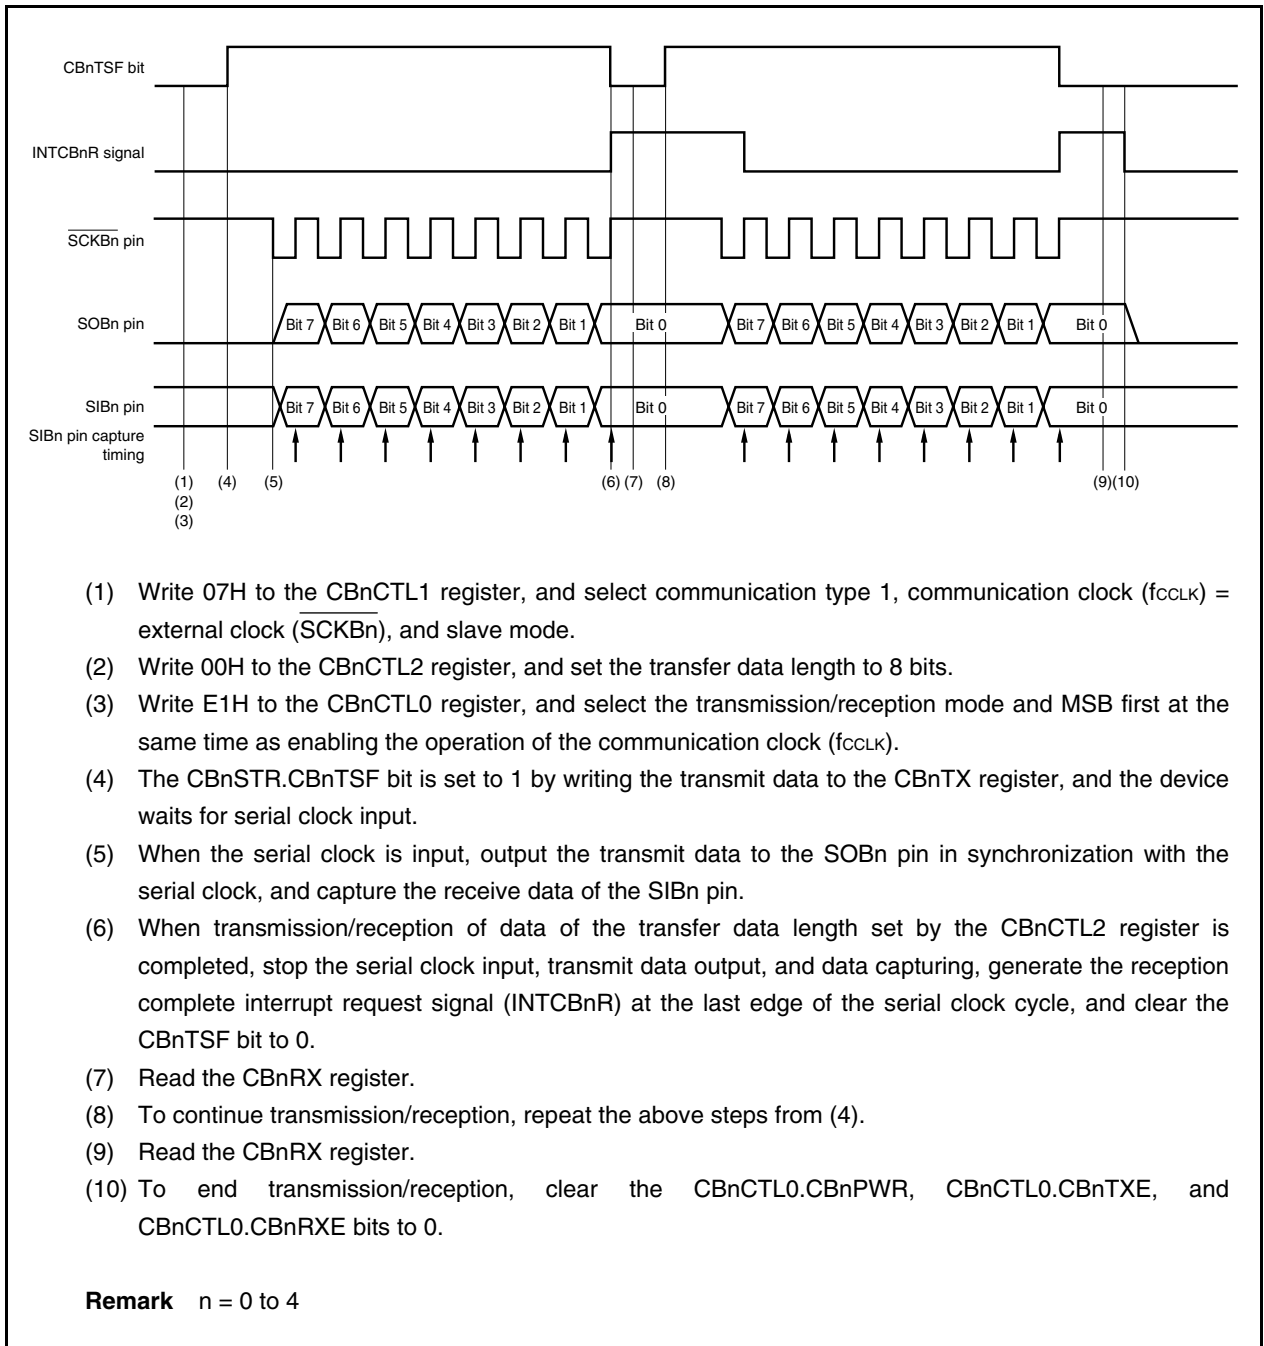 CBnTSF bit
INTCBnR signal
SCKBn pin
SOBn pin
Bit 7 Bit 6 Bit 5 Bit 4 Bit 3 Bit 2 Bit 1 Bit 0 Bit 7 Bit 6 Bit 5 Bit 4 Bit 3 Bit 2 Bit 1 Bit 0
SIBn pin
Bit 7 Bit 6 Bit 5 Bit 4 Bit 3 Bit 2 Bit 1 Bit 0 Bit 7 Bit 6 Bit 5 Bit 4 Bit 3 Bit 2 Bit 1 Bit 0
SIBn pin capture
timing
(1) (4) (5) (6) (7) (8) (9) (10)
(2)
(3)
(1) Write 07H to the CBnCTL1 register, and select communication type 1, communication clock (fCCLK) =
external clock (SCKBn), and slave mode.
(2) Write 00H to the CBnCTL2 register, and set the transfer data length to 8 bits.
(3) Write E1H to the CBnCTL0 register, and select the transmission/reception mode and MSB first at the
same time as enabling the operation of the communication clock (fCCLK).
(4) The CBnSTR.CBnTSF bit is set to 1 by writing the transmit data to the CBnTX register, and the device
waits for serial clock input.
(5) When the serial clock is input, output the transmit data to the SOBn pin in synchronization with the
serial clock, and capture the receive data of the SIBn pin.
(6) When transmission/reception of data of the transfer data length set by the CBnCTL2 register is
completed, stop the serial clock input, transmit data output, and data capturing, generate the reception
complete interrupt request signal (INTCBnR) at the last edge of the serial clock cycle, and clear the
CBnTSF bit to 0.
(7) Read the CBnRX register.
(8) To continue transmission/reception, repeat the above steps from (4).
(9) Read the CBnRX register.
(10) To end transmission/reception, clear the CBnCTL0.CBnPWR, CBnCTL0.CBnTXE, and
CBnCTL0.CBnRXE bits to 0.
Remark n = 0 to 4